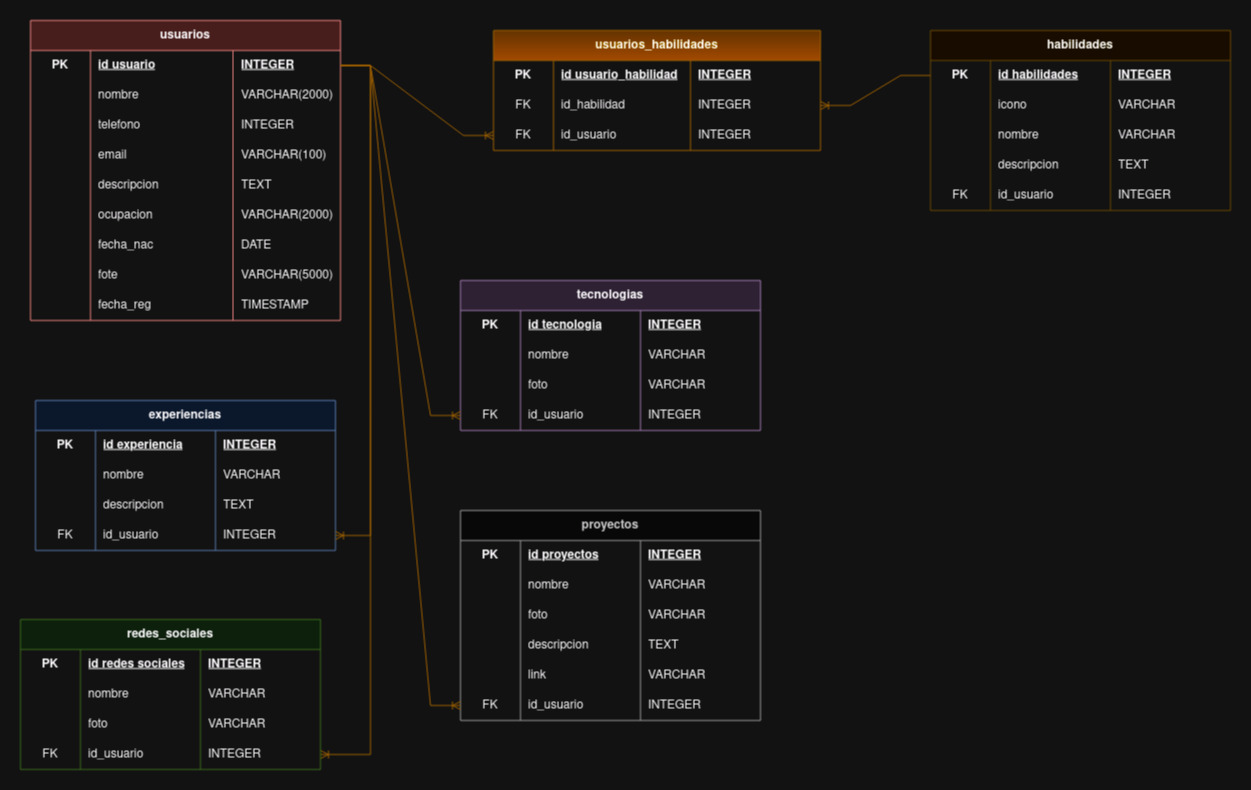 usuarios
PK id usuario INTEGER
nombre VARCHAR(2000)
telefono INTEGER
email VARCHAR(100)
descripcion TEXT
ocupacion VARCHAR(2000)
fecha_nac DATE
fote VARCHAR(5000)
fecha_reg TIMESTAMP
usuarios_habilidades
PK id usuario_habilidad INTEGER
FK id_habilidad INTEGER
FK id_usuario INTEGER
habilidades
PK id habilidades INTEGER
icono VARCHAR
nombre VARCHAR
descripcion TEXT
FK id_usuario INTEGER
tecnologias
PK id tecnologia INTEGER
nombre VARCHAR
foto VARCHAR
FK id_usuario INTEGER
experiencias
PK id experiencia INTEGER
nombre VARCHAR
descripcion TEXT
FK id_usuario INTEGER
proyectos
PK id proyectos INTEGER
nombre VARCHAR
foto VARCHAR
descripcion TEXT
link VARCHAR
FK id_usuario INTEGER
redes_sociales
PK id redes sociales INTEGER
nombre VARCHAR
foto VARCHAR
FK id_usuario INTEGER